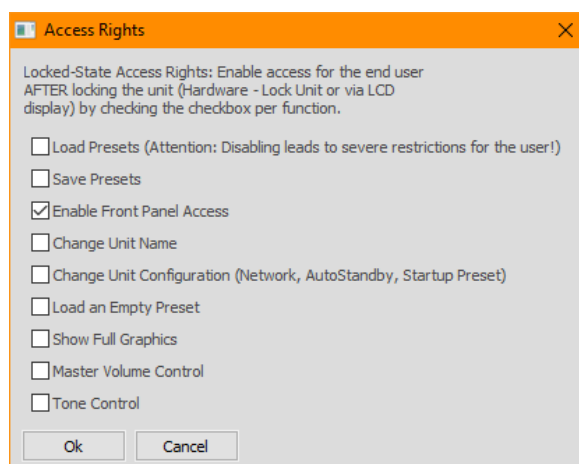 Access Rights
Locked-State Access Rights: Enable access for the end user
AFTER locking the unit (Hardware - Lock Unit or via LCD
display) by checking the checkbox per function.
Load Presets (Attention: Disabling leads to severe restrictions for the user!)
Save Presets
Enable Front Panel Access
Change Unit Name
Change Unit Configuration (Network, AutoStandby, Startup Preset)
Load an Empty Preset
Show Full Graphics
Master Volume Control
Tone Control
Ok Cancel